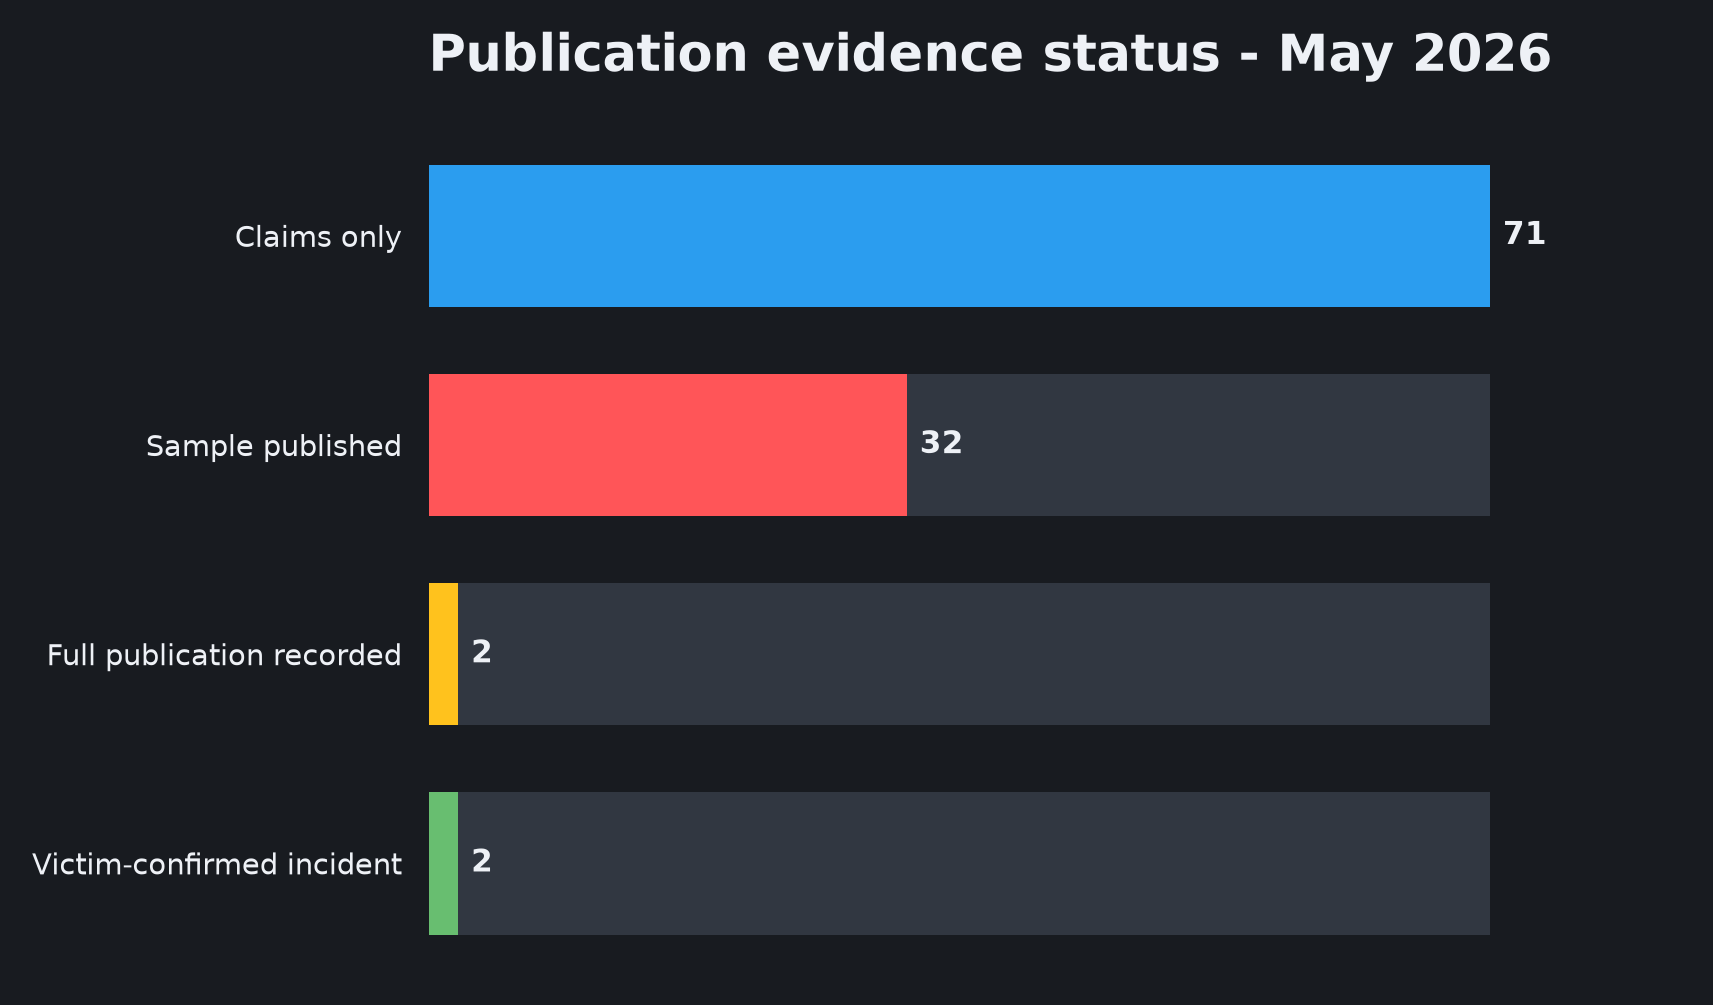 Publication evidence status - May 2026
Claims only
71
Sample published
32
Full publication recorded
2
Victim-confirmed incident
2